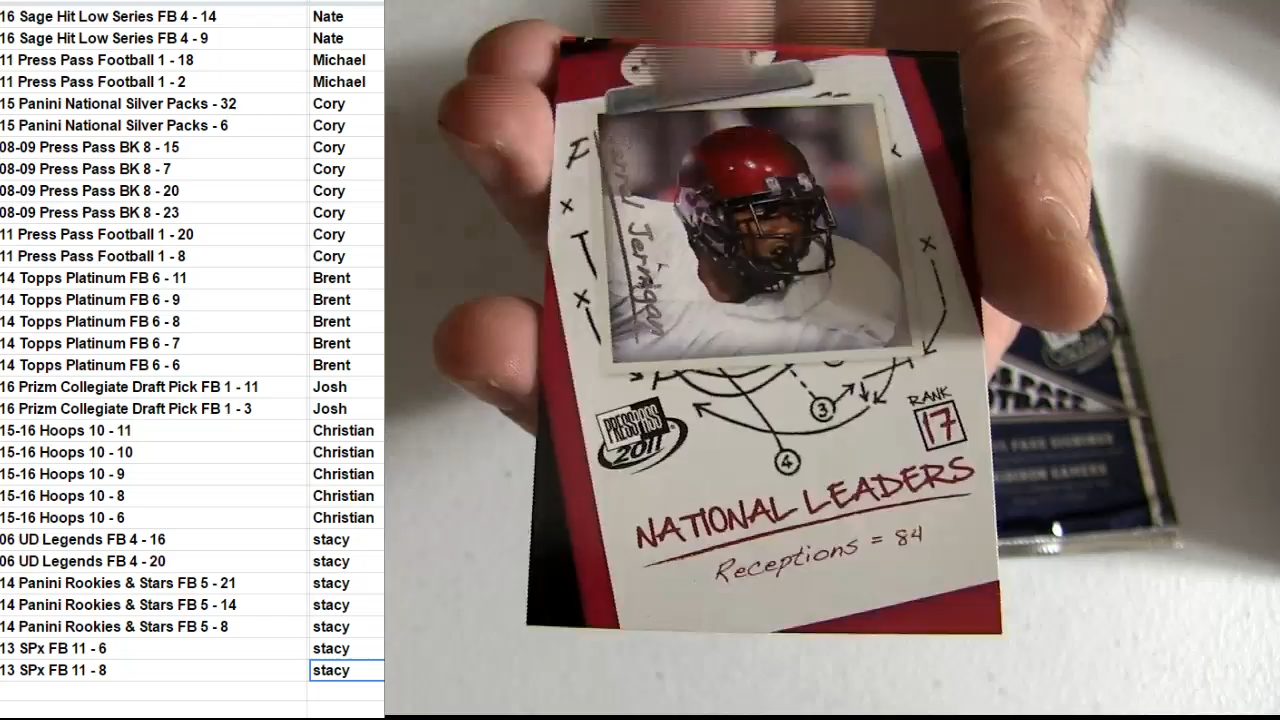 16 Sage Hit Low Series FB 4 - 14 Nate
16 Sage Hit Low Series FB 4 - 9 Nate
11 Press Pass Football 1 - 18 Michael
11 Press Pass Football 1 - 2 Michael
15 Panini National Silver Packs - 32 Cory
15 Panini National Silver Packs - 6 Cory
08-09 Press Pass BK 8 - 15 Cory
08-09 Press Pass BK 8 - 7 Cory
08-09 Press Pass BK 8 - 20 Cory
08-09 Press Pass BK 8 - 23 Cory
11 Press Pass Football 1 - 20 Cory
11 Press Pass Football 1 - 8 Cory
14 Topps Platinum FB 6 - 11 Brent
14 Topps Platinum FB 6 - 9 Brent
14 Topps Platinum FB 6 - 8 Brent
14 Topps Platinum FB 6 - 7 Brent
14 Topps Platinum FB 6 - 6 Brent
16 Prizm Collegiate Draft Pick FB 1 - 11 Josh
16 Prizm Collegiate Draft Pick FB 1 - 3 Josh
15-16 Hoops 10 - 11 Christian
15-16 Hoops 10 - 10 Christian
15-16 Hoops 10 - 9 Christian
15-16 Hoops 10 - 8 Christian
15-16 Hoops 10 - 6 Christian
06 UD Legends FB 4 - 16 stacy
06 UD Legends FB 4 - 20 stacy
14 Panini Rookies & Stars FB 5 - 21 stacy
14 Panini Rookies & Stars FB 5 - 14 stacy
14 Panini Rookies & Stars FB 5 - 8 stacy
13 SPx FB 11 - 6 stacy
13 SPx FB 11 - 8 stacy
Jerrel Jernigan
F
x
T
x
x
3
4
PRESS PASS
2011
RANK
17
NATIONAL LEADERS
Receptions = 84